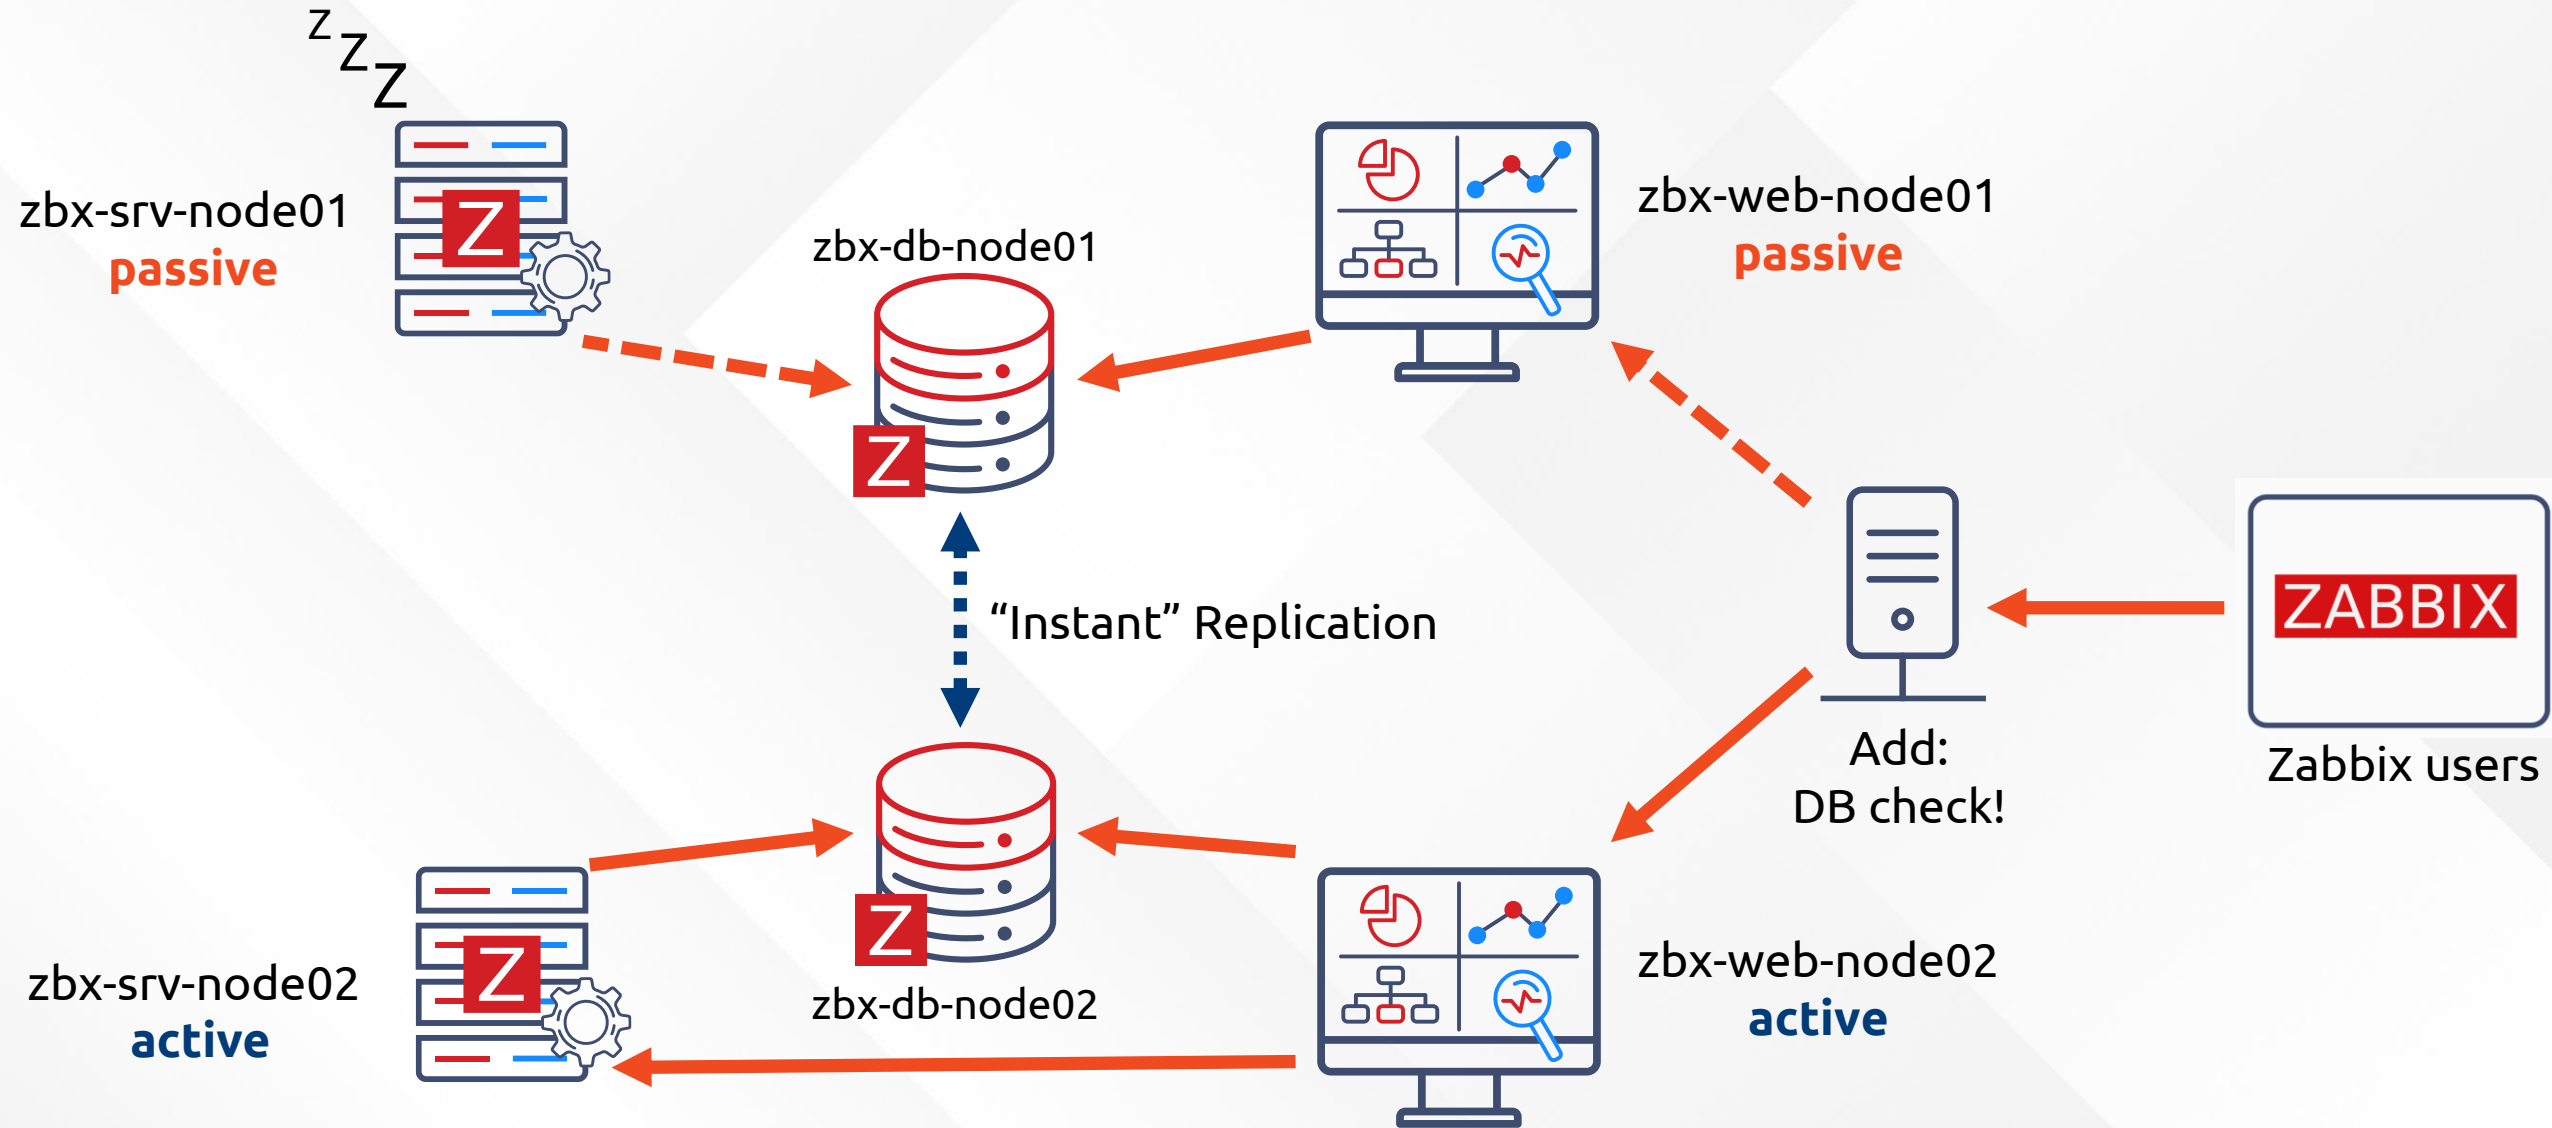 z
z
z
zbx-srv-node01
passive
Z
zbx-db-node01
Z
zbx-web-node01
passive
“Instant” Replication
Add:
DB check!
ZABBIX
Zabbix users
zbx-srv-node02
active
Z
Z
zbx-db-node02
zbx-web-node02
active